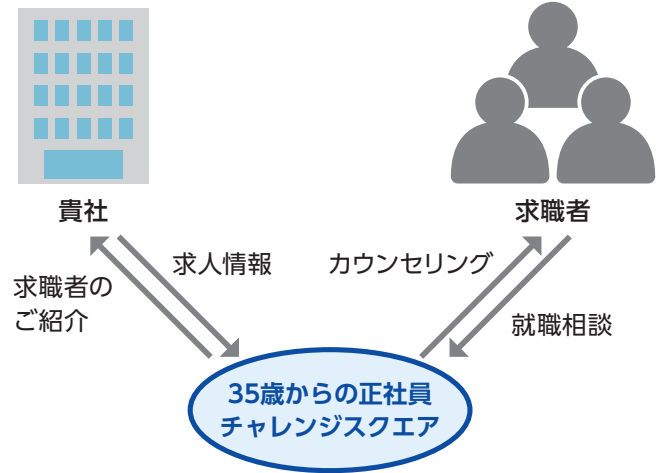 貴社
求職者
求人情報
カウンセリング
求職者の
ご紹介
就職相談
35歳からの正社員
チャレンジスクエア